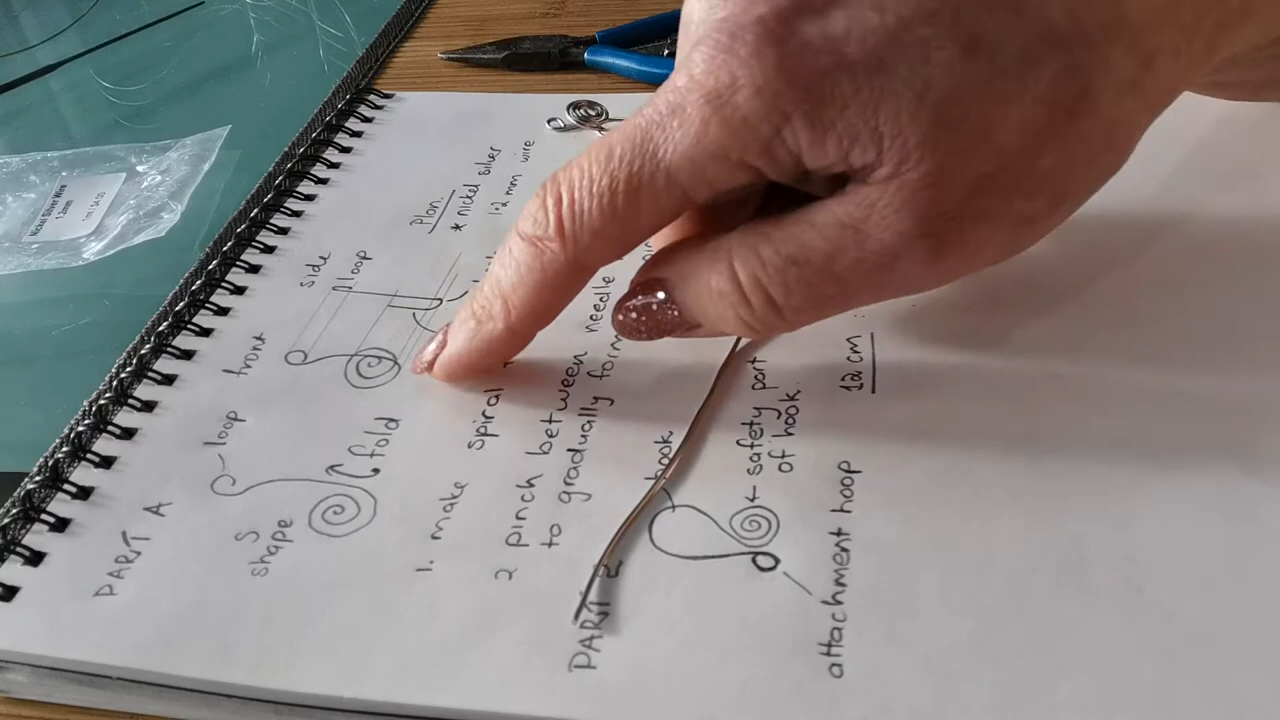 PART A
S
shape
loop
fold
front
side
loop
Plan.
* nickel silver
1.2 mm wire
1. make spiral
2 pinch between needle
to gradually form
PART
hook
← safety part
of hook.
attachment hoop
12 cm
Nickel Silver Wire
1.2mm